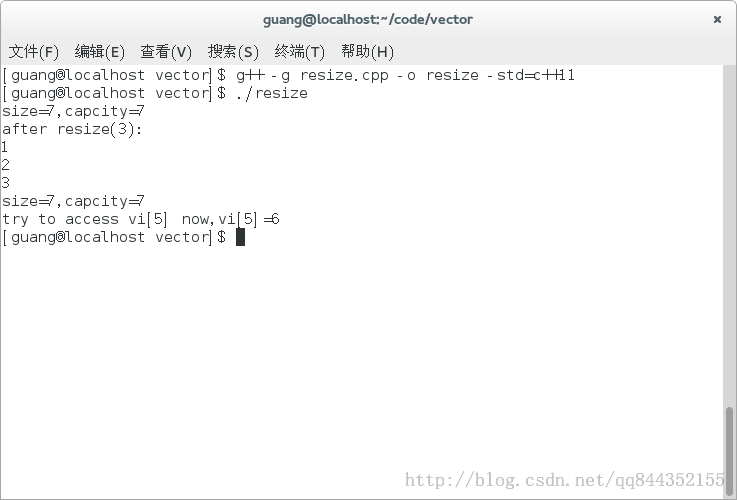 guang@localhost:~/code/vector
文件(F) 编辑(E) 查看(V) 搜索(S) 终端(T) 帮助(H)
[guang@localhost vector]$ g++ -g resize.cpp -o resize -std=c++11
[guang@localhost vector]$ ./resize
size=7,capcity=7
after resize(3):
1
2
3
size=7,capcity=7
try to access vi[5] now,vi[5]=6
[guang@localhost vector]$
http://blog.csdn.net/qq844352155